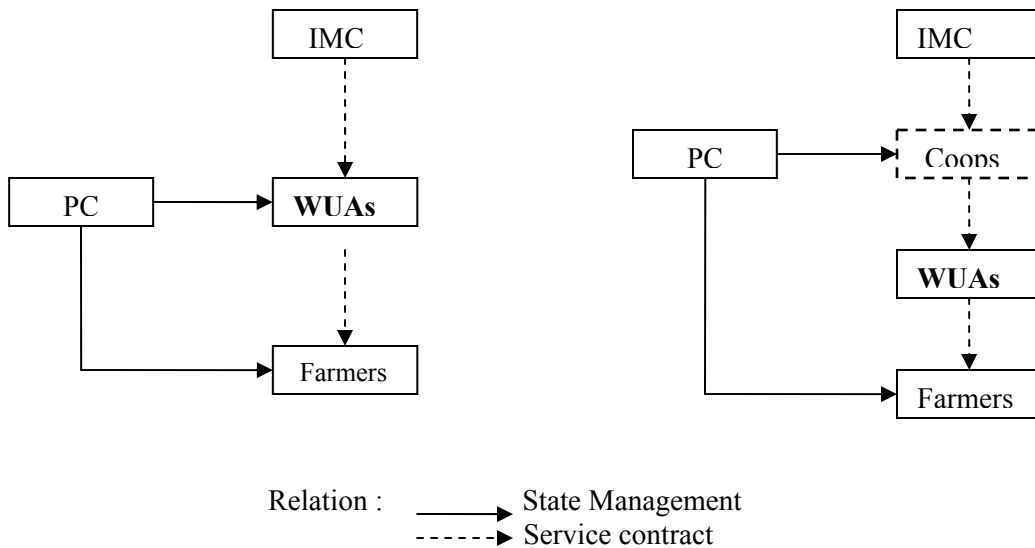 IMC
PC
WUAs
Farmers
IMC
PC
Coops
WUAs
Farmers
Relation :
State Management
Service contract